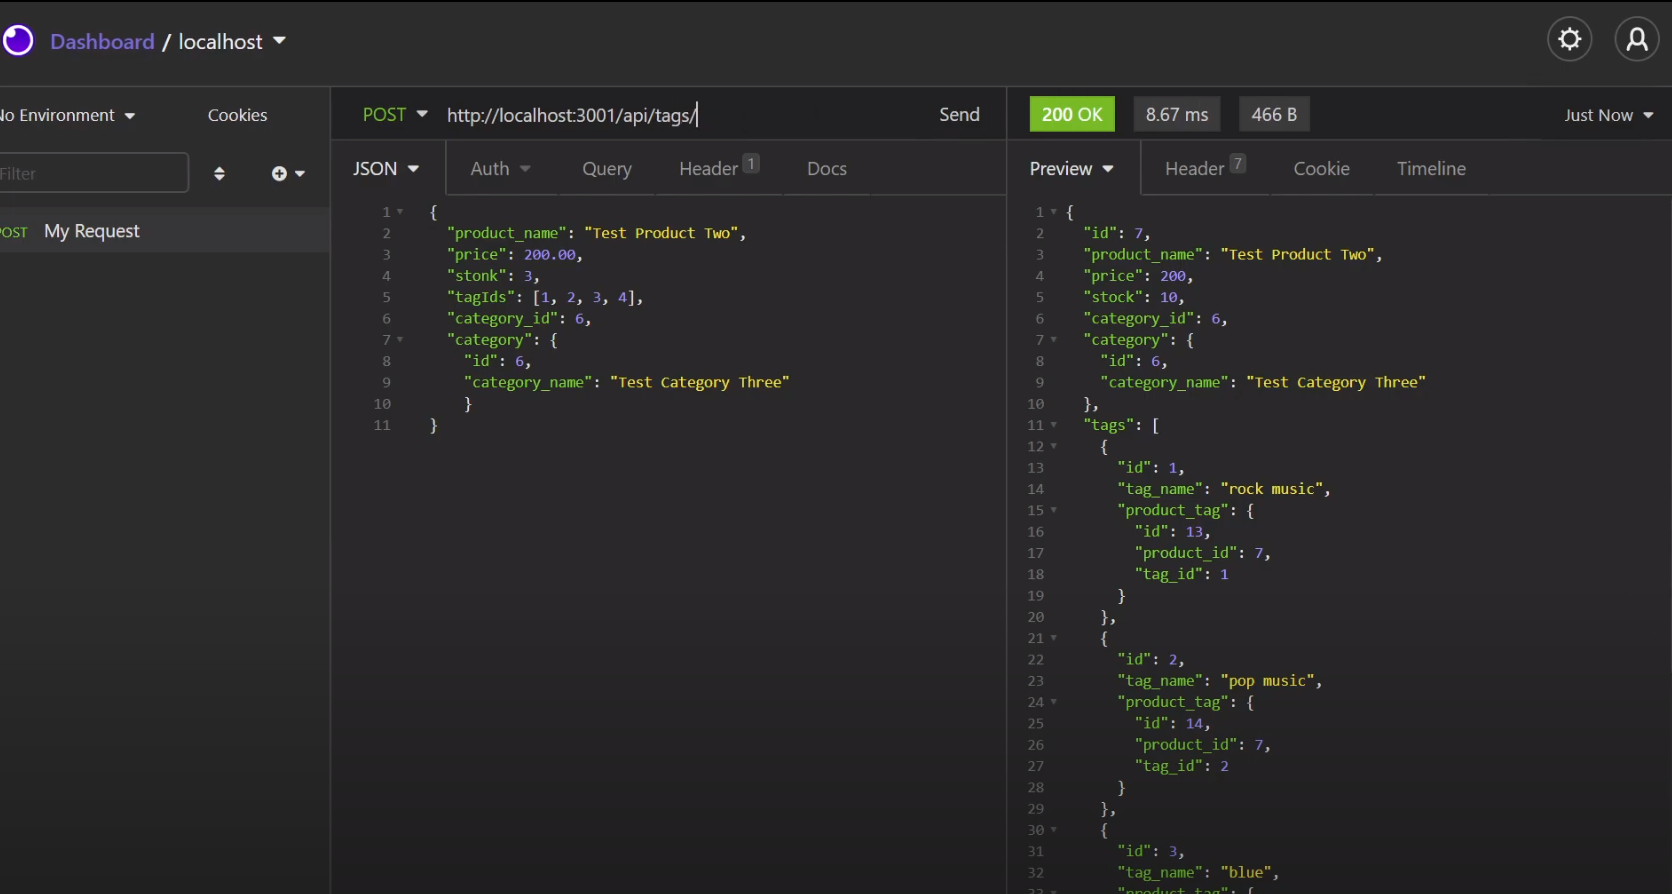 Dashboard / localhost
No Environment
Cookies
POST
http://localhost:3001/api/tags/
Send
200 OK
8.67 ms
466 B
Just Now
Filter
JSON
Auth
Query
Header 1
Docs
Preview
Header 7
Cookie
Timeline
POST My Request
1 {
2 "product_name": "Test Product Two",
3 "price": 200.00,
4 "stonk": 3,
5 "tagIds": [1, 2, 3, 4],
6 "category_id": 6,
7 "category": {
8 "id": 6,
9 "category_name": "Test Category Three"
10 }
11 }
1 {
2 "id": 7,
3 "product_name": "Test Product Two",
4 "price": 200,
5 "stock": 10,
6 "category_id": 6,
7 "category": {
8 "id": 6,
9 "category_name": "Test Category Three"
10 },
11 "tags": [
12 {
13 "id": 1,
14 "tag_name": "rock music",
15 "product_tag": {
16 "id": 13,
17 "product_id": 7,
18 "tag_id": 1
19 }
20 },
21 {
22 "id": 2,
23 "tag_name": "pop music",
24 "product_tag": {
25 "id": 14,
26 "product_id": 7,
27 "tag_id": 2
28 }
29 },
30 {
31 "id": 3,
32 "tag_name": "blue",
33 "product_tag": {